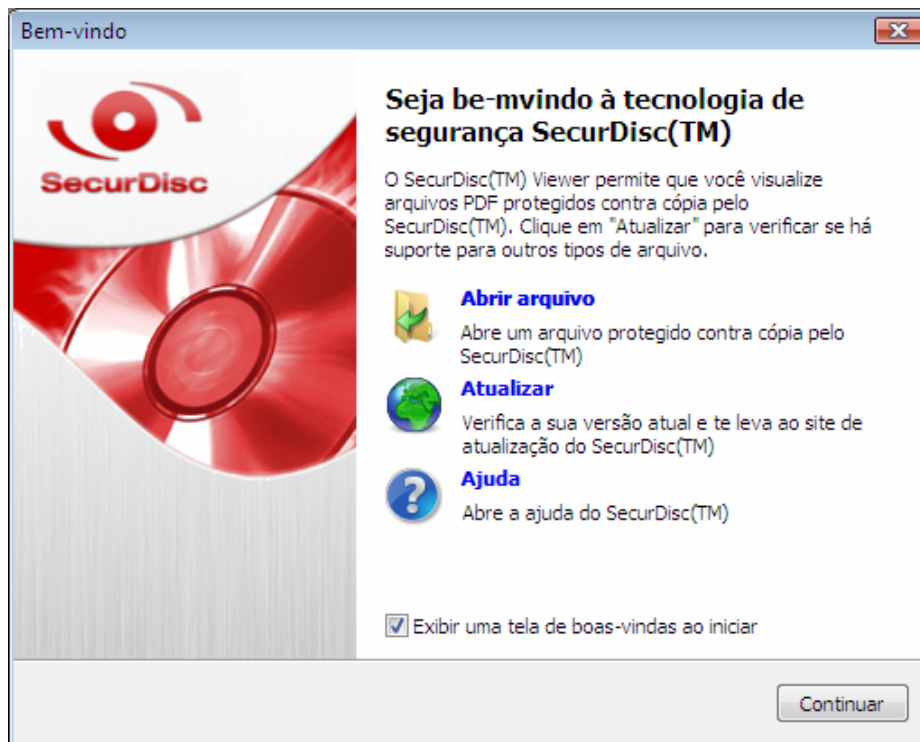 Bem-vindo
SecurDisc
Seja be-mvindo à tecnologia de
segurança SecurDisc(TM)
O SecurDisc(TM) Viewer permite que você visualize
arquivos PDF protegidos contra cópia pelo
SecurDisc(TM). Clique em "Atualizar" para verificar se há
suporte para outros tipos de arquivo.
Abrir arquivo
Abre um arquivo protegido contra cópia pelo
SecurDisc(TM)
Atualizar
Verifica a sua versão atual e te leva ao site de
atualização do SecurDisc(TM)
Ajuda
Abre a ajuda do SecurDisc(TM)
Exibir uma tela de boas-vindas ao iniciar
Continuar